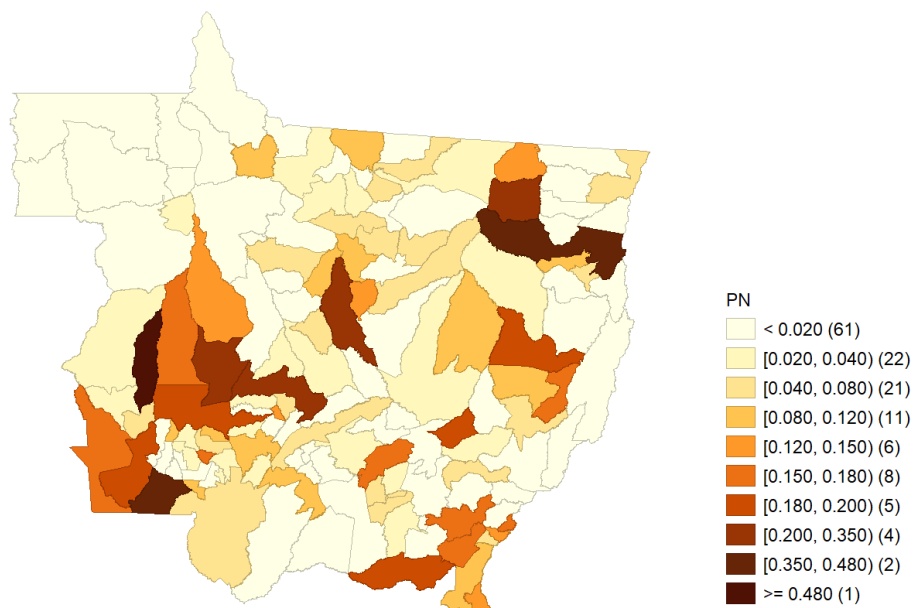 PN
< 0.020 (61)
[0.020, 0.040) (22)
[0.040, 0.080) (21)
[0.080, 0.120) (11)
[0.120, 0.150) (6)
[0.150, 0.180) (8)
[0.180, 0.200) (5)
[0.200, 0.350) (4)
[0.350, 0.480) (2)
>= 0.480 (1)